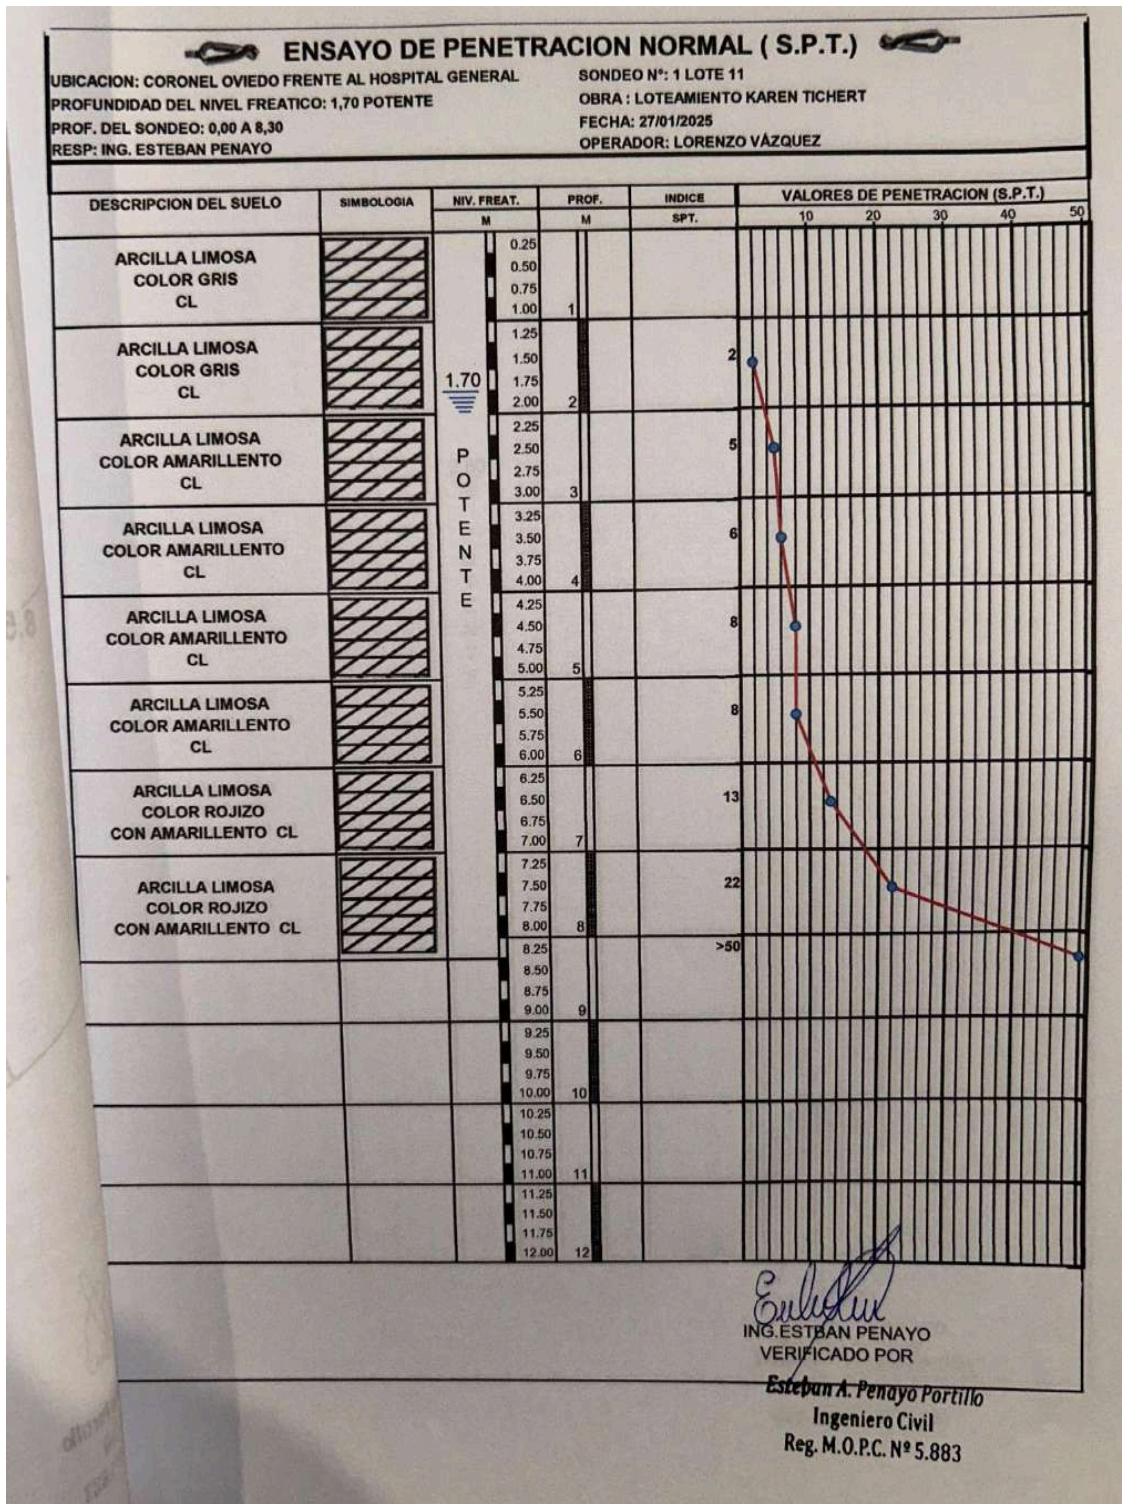 ENSAYO DE PENETRACION NORMAL ( S.P.T.)
UBICACION: CORONEL OVIEDO FRENTE AL HOSPITAL GENERAL
PROFUNDIDAD DEL NIVEL FREATICO: 1,70 POTENTE
PROF. DEL SONDEO: 0,00 A 8,30
RESP: ING. ESTEBAN PENAYO
SONDEO Nº: 1 LOTE 11
OBRA : LOTEAMIENTO KAREN TICHERT
FECHA: 27/01/2025
OPERADOR: LORENZO VÁZQUEZ
DESCRIPCION DEL SUELO SIMBOLOGIA NIV. FREAT. PROF. INDICE VALORES DE PENETRACION (S.P.T.)
M M SPT. 10 20 30 40 50
ARCILLA LIMOSA
COLOR GRIS
CL
0.25
0.50
0.75
1.00 1
ARCILLA LIMOSA
COLOR GRIS
CL
1.70
1.25
1.50
1.75
2.00 2
2
ARCILLA LIMOSA
COLOR AMARILLENTO
CL
POTENTE
2.25
2.50
2.75
3.00 3
5
ARCILLA LIMOSA
COLOR AMARILLENTO
CL
3.25
3.50
3.75
4.00 4
6
ARCILLA LIMOSA
COLOR AMARILLENTO
CL
4.25
4.50
4.75
5.00 5
8
ARCILLA LIMOSA
COLOR AMARILLENTO
CL
5.25
5.50
5.75
6.00 6
8
ARCILLA LIMOSA
COLOR ROJIZO
CON AMARILLENTO CL
6.25
6.50
6.75
7.00 7
13
ARCILLA LIMOSA
COLOR ROJIZO
CON AMARILLENTO CL
7.25
7.50
7.75
8.00 8
22
8.25
8.50
8.75
9.00 9
>50
9.25
9.50
9.75
10.00 10
10.25
10.50
10.75
11.00 11
11.25
11.50
11.75
12.00 12
ING.ESTBAN PENAYO
VERIFICADO POR
Esteban A. Penayo Portillo
Ingeniero Civil
Reg. M.O.P.C. Nº 5.883